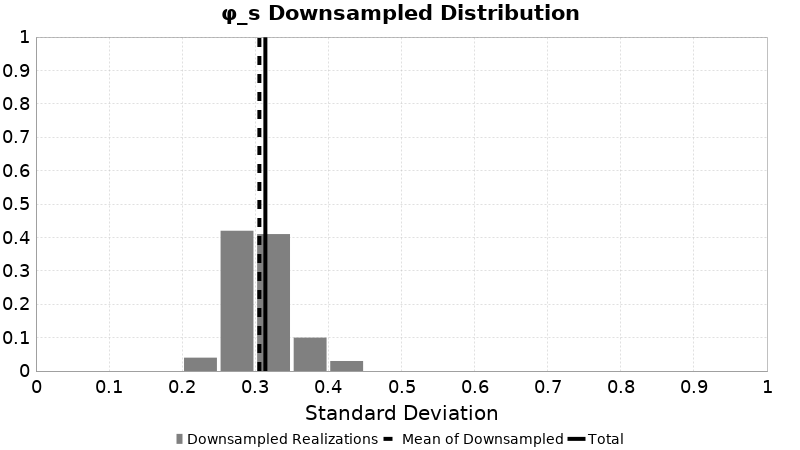 φ_s Downsampled Distribution
1
0.9
0.8
0.7
0.6
0.5
0.4
0.3
0.2
0.1
0
0 0.1 0.2 0.3 0.4 0.5 0.6 0.7 0.8 0.9 1
Standard Deviation
Downsampled Realizations Mean of Downsampled Total